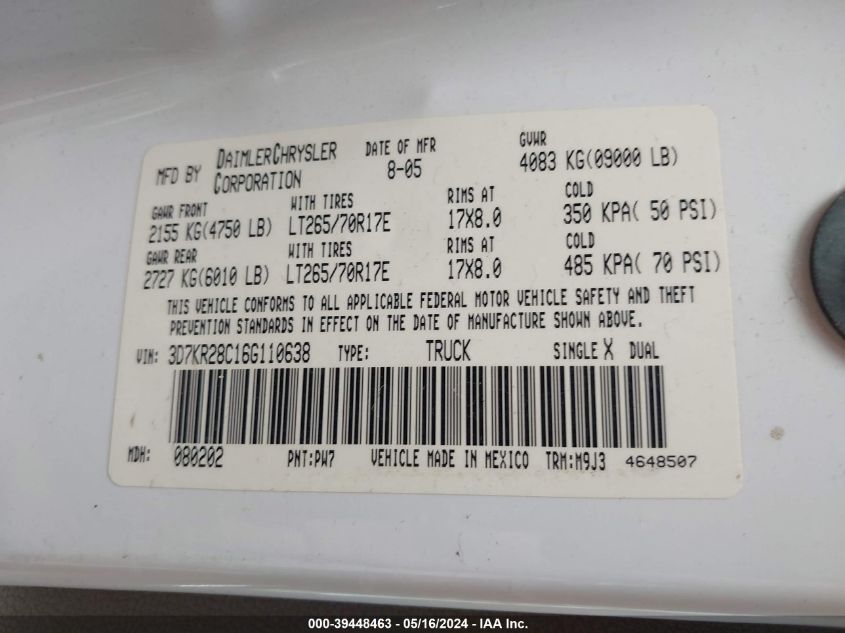 MFD BY DAIMLERCHRYSLER CORPORATION DATE OF MFR 8-05 GVWR 4083 KG(09000 LB)
GAWR FRONT WITH TIRES RIMS AT COLD
2155 KG(4750 LB) LT265/70R17E 17X8.0 350 KPA( 50 PSI)
GAWR REAR WITH TIRES RIMS AT COLD
2727 KG(6010 LB) LT265/70R17E 17X8.0 485 KPA( 70 PSI)
THIS VEHICLE CONFORMS TO ALL APPLICABLE FEDERAL MOTOR VEHICLE SAFETY AND THEFT
PREVENTION STANDARDS IN EFFECT ON THE DATE OF MANUFACTURE SHOWN ABOVE.
VIN: 3D7KR28C16G110638 TYPE: TRUCK SINGLE X DUAL
MDH: 080202 PNT:PW7 VEHICLE MADE IN MEXICO TRM:M9J3 4648507
000-39448463 - 05/16/2024 - IAA Inc.